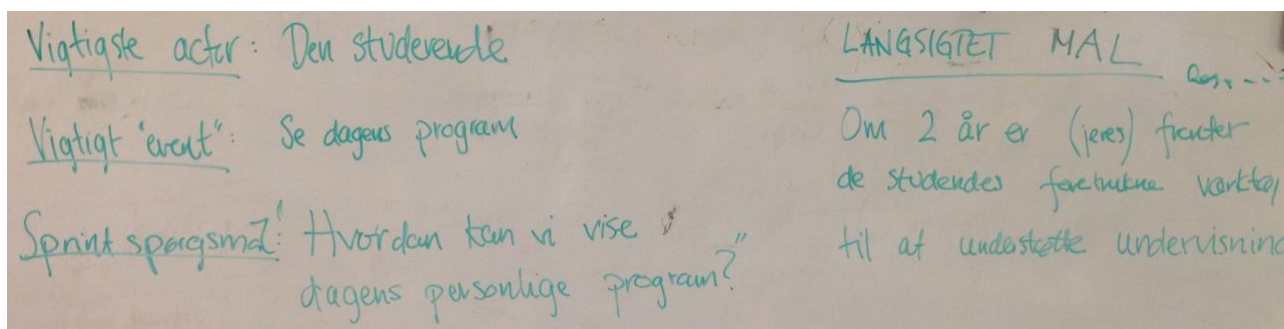 Vigtigste actor: Den studerende
Vigtigt "event": Se dagens program
Sprint spørgsmål: Hvordan kan vi vise
dagens personlige program?"
LANGSIGTET MÅL
Om 2 år er (jeres) fronter
de studendes foretrukne værktøj
til at understøtte undervisning